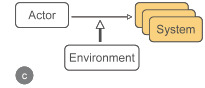 Actor
System
Environment
c